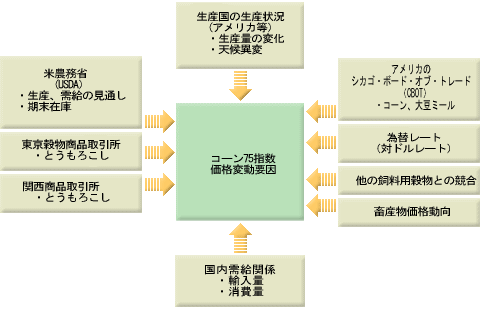 生産国の生産状況
(アメリカ等)
・生産量の変化
・天候異変
米農務省
(USDA)
・生産、需給の見通し
・期末在庫
東京穀物商品取引所
・とうもろこし
関西商品取引所
・とうもろこし
コーン75指数
価格変動要因
アメリカの
シカゴ・ボード・オブ・トレード
(CBOT)
・コーン、大豆ミール
為替レート
(対ドルレート)
他の飼料用穀物との競合
畜産物価格動向
国内需給関係
・輸入量
・消費量